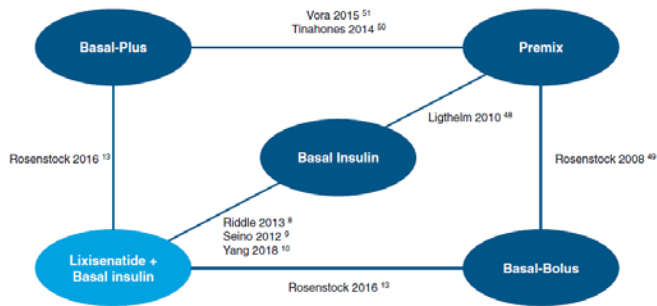 Vora 2015 51
Tinahones 2014 50
Basal-Plus
Premix
Ligthelm 2010 48
Basal Insulin
Rosenstock 2016 13
Rosenstock 2008 49
Riddle 2013 8
Seino 2012 9
Yang 2018 10
Lixisenatide +
Basal insulin
Basal-Bolus
Rosenstock 2016 13